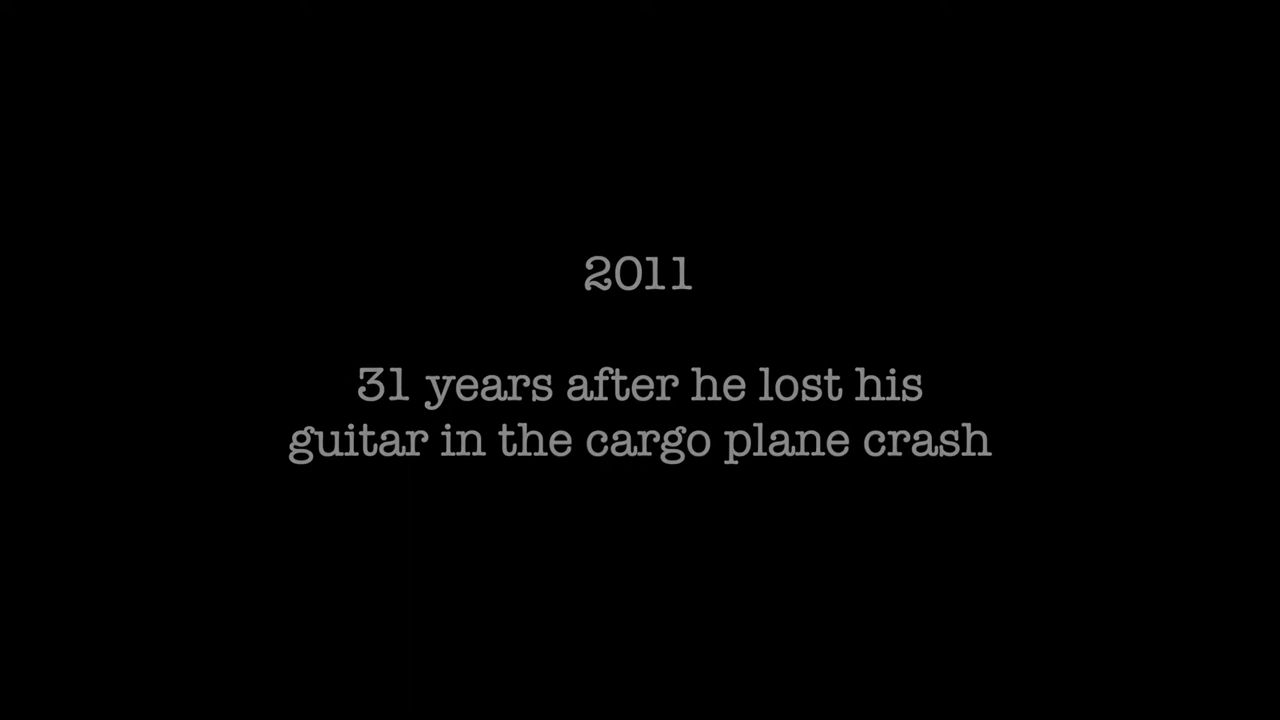 2011
31 years after he lost his
guitar in the cargo plane crash